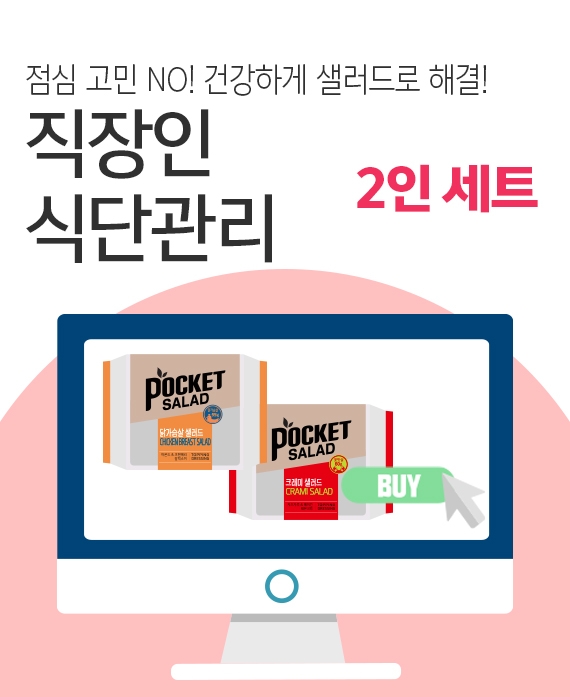 점심 고민 NO! 건강하게 샐러드로 해결!
직장인
식단관리
2인 세트
POCKET
SALAD
닭가슴살 샐러드
CHICKEN BREAST SALAD
POCKET
SALAD
크래미 샐러드
CRAMI SALAD
BUY